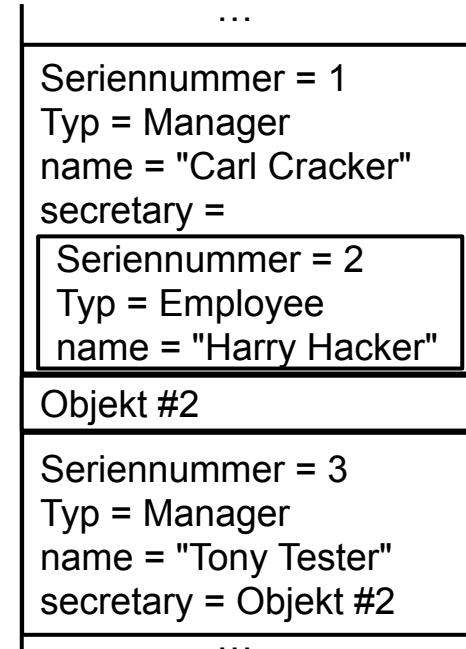 ...
Seriennummer = 1
Typ = Manager
name = "Carl Cracker"
secretary =
Seriennummer = 2
Typ = Employee
name = "Harry Hacker"
Objekt #2
Seriennummer = 3
Typ = Manager
name = "Tony Tester"
secretary = Objekt #2
...